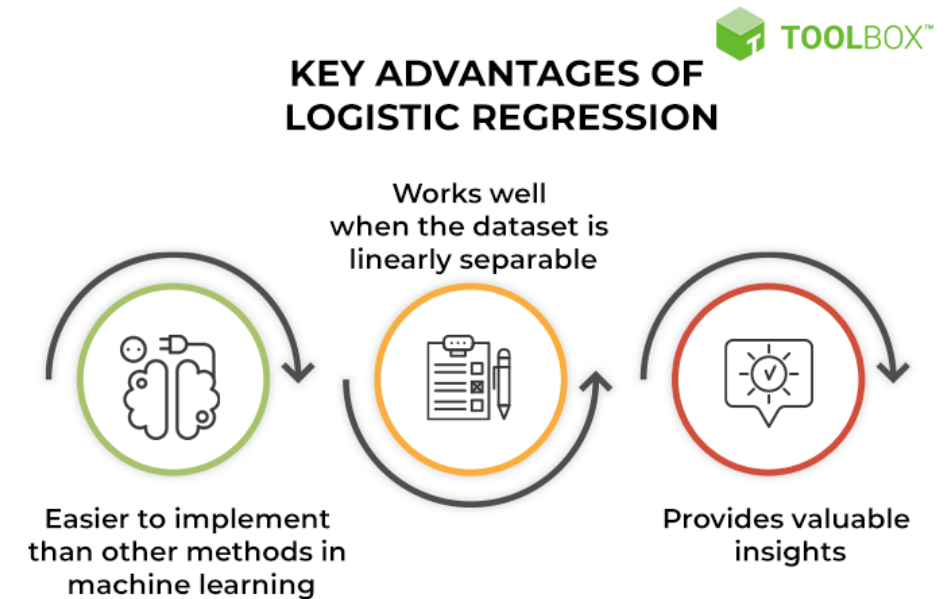 TOOLBOX™
KEY ADVANTAGES OF
LOGISTIC REGRESSION
Works well
when the dataset is
linearly separable
Easier to implement
than other methods in
machine learning
Provides valuable
insights